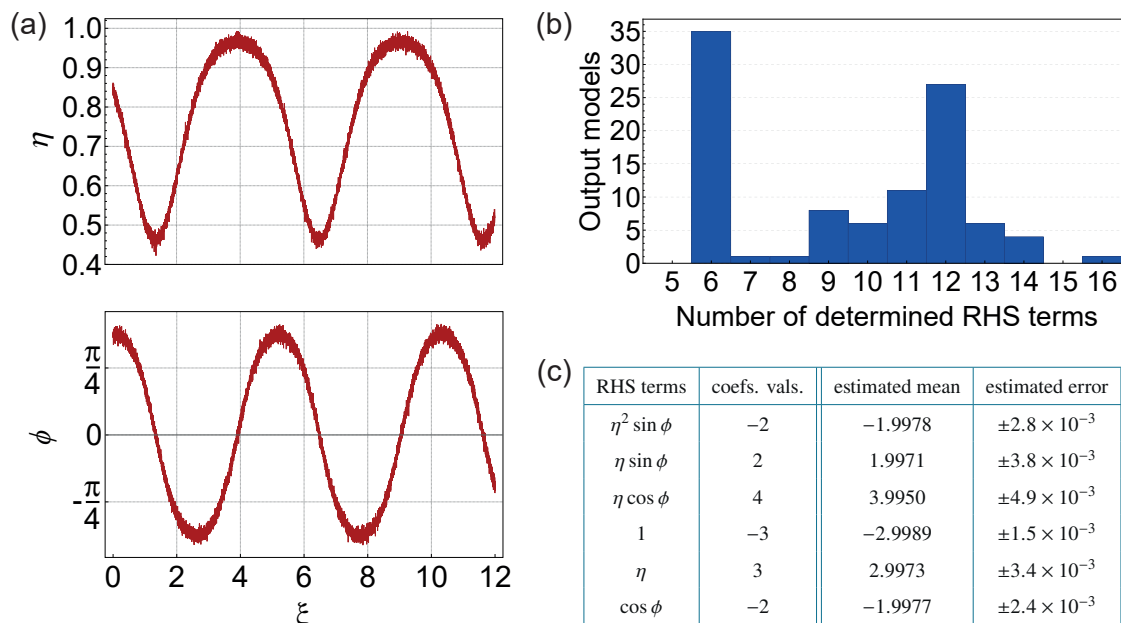 (a)
η
1.0
0.9
0.8
0.7
0.6
0.5
0.4
ϕ
π/4
0
-π/4
0 2 4 6 8 10 12
ξ
(b)
Output models
35
30
25
20
15
10
5
0
5 6 7 8 9 10 11 12 13 14 15 16
Number of determined RHS terms
(c)
RHS terms coefs. vals. estimated mean estimated error
η² sin ϕ −2 −1.9978 ±2.8 × 10⁻³
η sin ϕ 2 1.9971 ±3.8 × 10⁻³
η cos ϕ 4 3.9950 ±4.9 × 10⁻³
1 −3 −2.9989 ±1.5 × 10⁻³
η 3 2.9973 ±3.4 × 10⁻³
cos ϕ −2 −1.9977 ±2.4 × 10⁻³